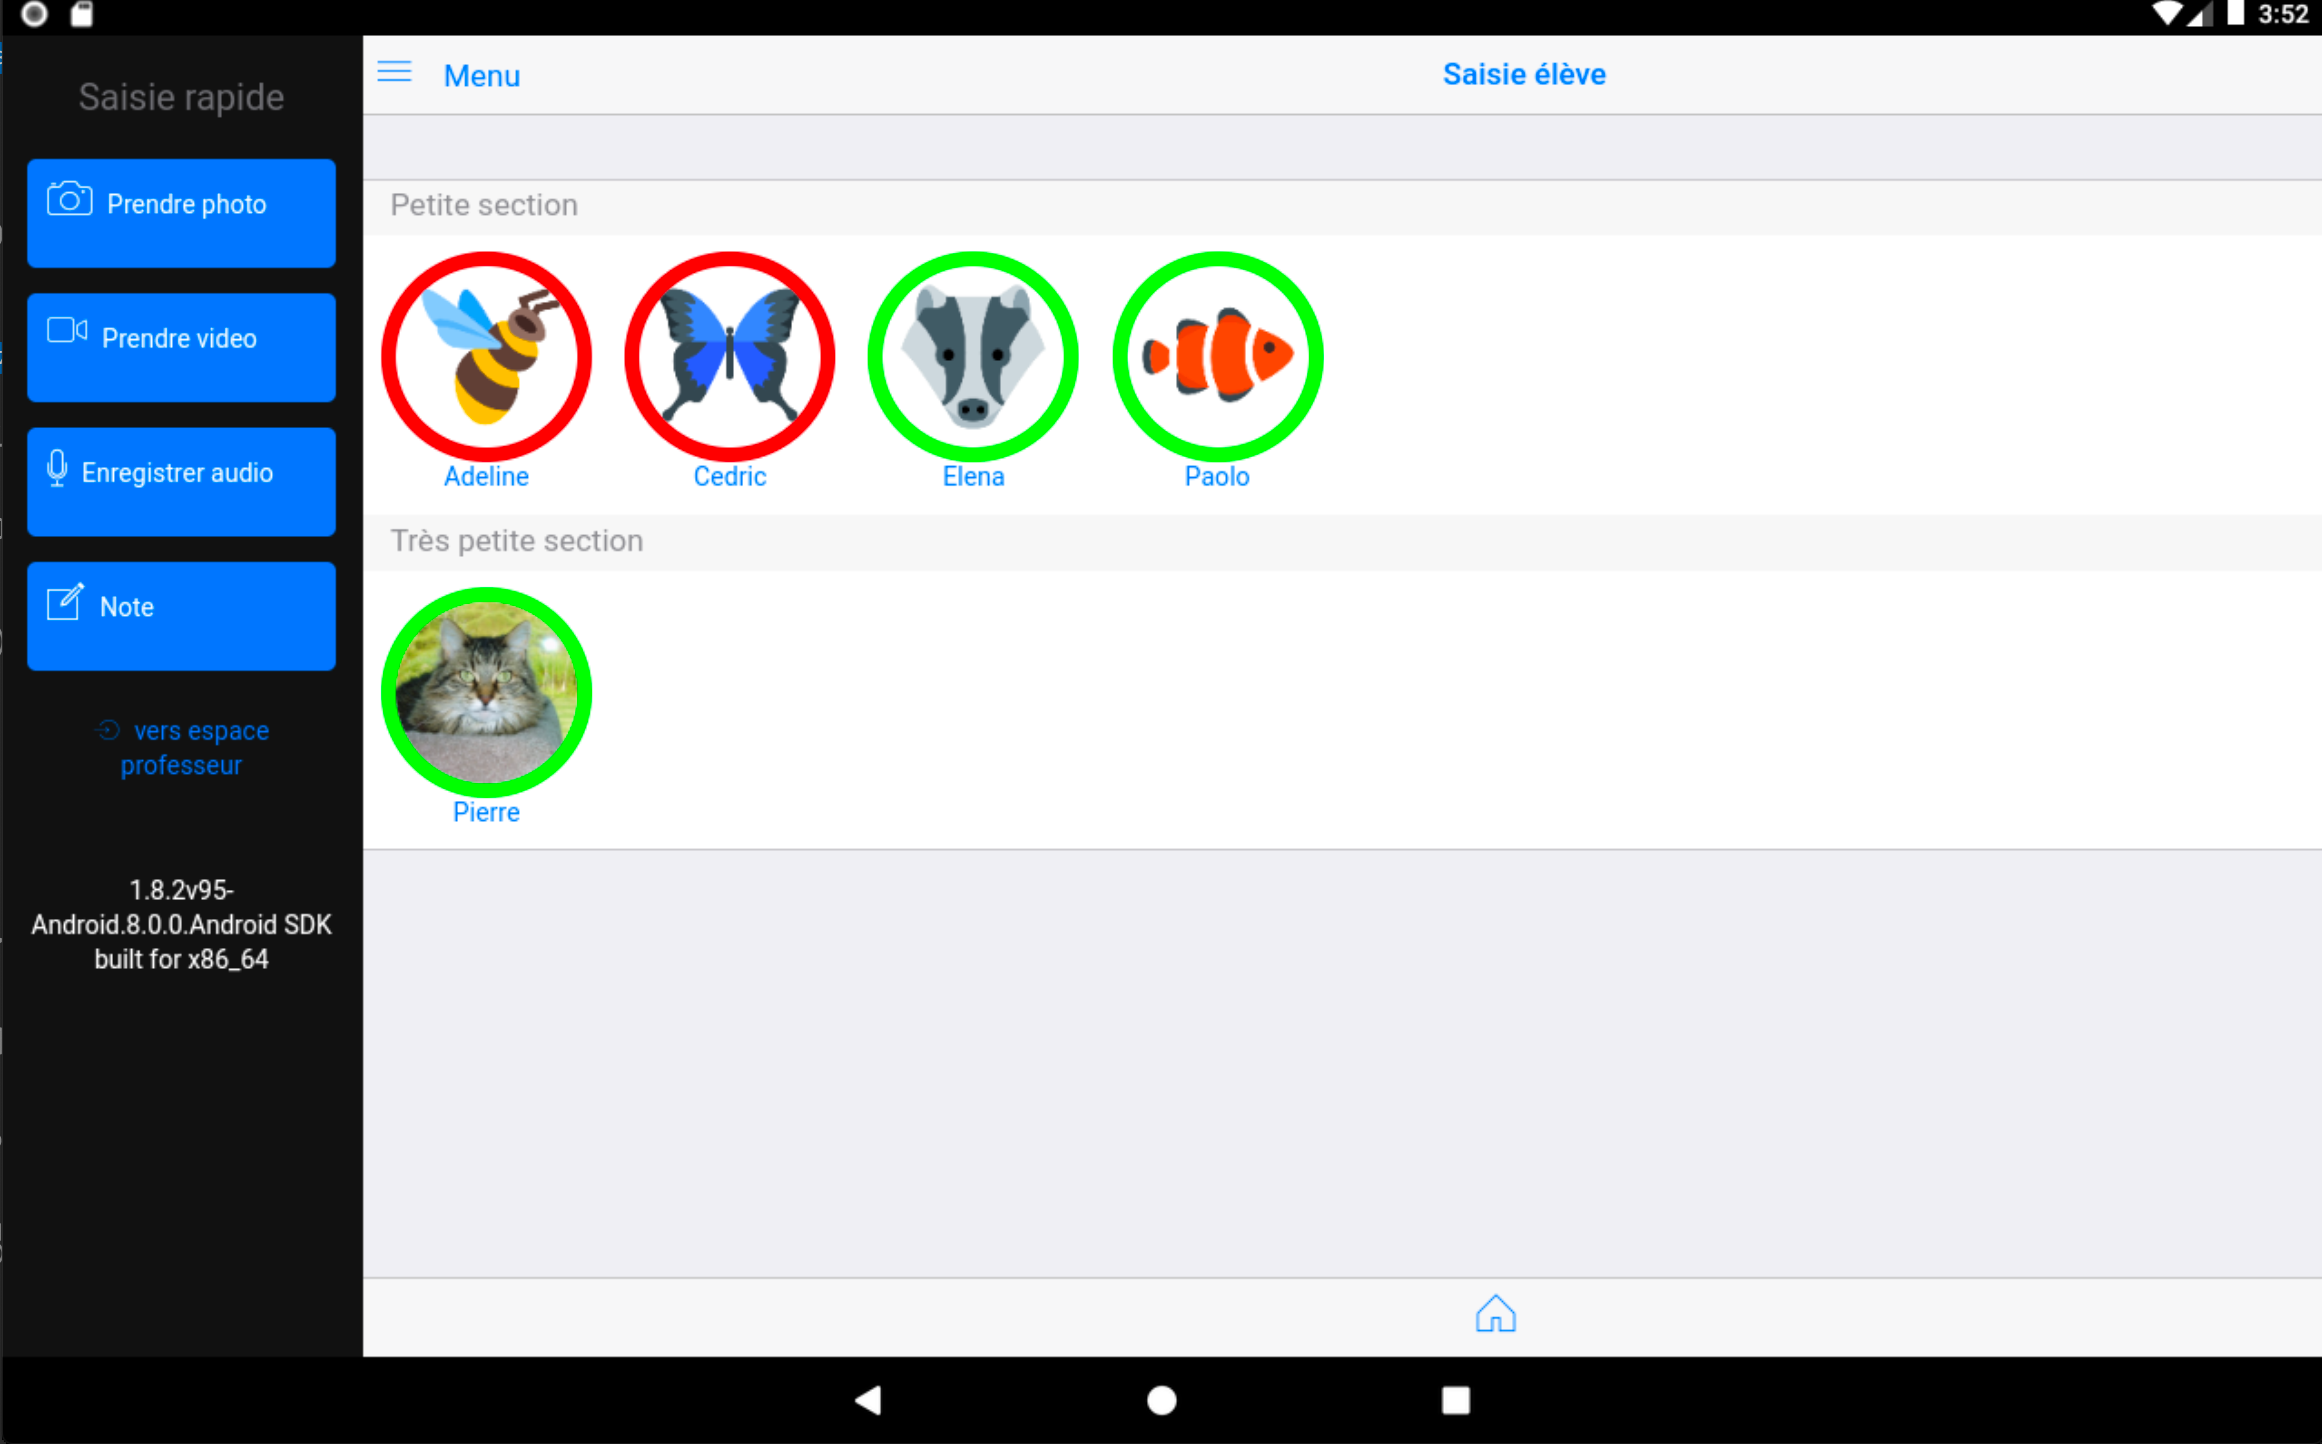 3:52
Saisie rapide
Prendre photo
Prendre video
Enregistrer audio
Note
vers espace
professeur
1.8.2v95-
Android.8.0.0.Android SDK
built for x86_64
Menu
Saisie élève
Petite section
Adeline
Cedric
Elena
Paolo
Très petite section
Pierre